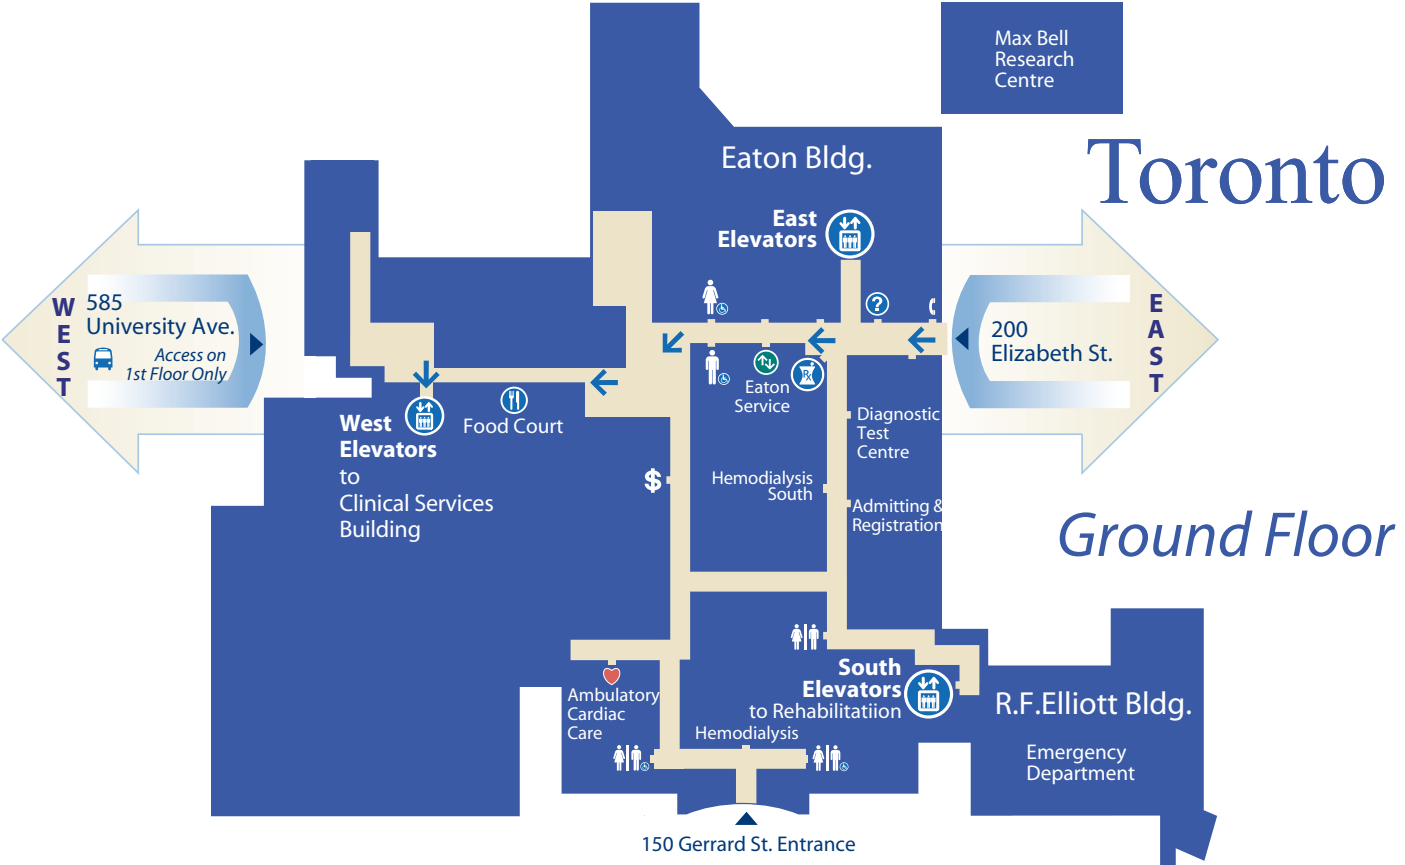 Max Bell
Research
Centre
Toronto
Eaton Bldg.
East
Elevators
W
E
S
T
585
University Ave.
Access on
1st Floor Only
?
200
Elizabeth St.
E
A
S
T
Rx
Eaton
Service
West
Elevators
to
Clinical Services
Building
Food Court
Diagnostic
Test
Centre
$
Hemodialysis
South
Admitting &
Registration
Ground Floor
South
Elevators
to Rehabilitatiion
Ambulatory
Cardiac
Care
Hemodialysis
R.F.Elliott Bldg.
Emergency
Department
150 Gerrard St. Entrance